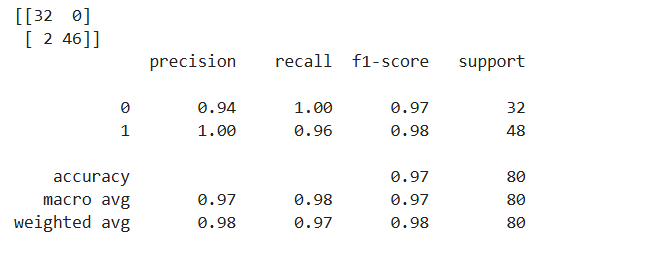 [[32 0]
[ 2 46]]
precision recall f1-score support
0 0.94 1.00 0.97 32
1 1.00 0.96 0.98 48
accuracy 0.97 80
macro avg 0.97 0.98 0.97 80
weighted avg 0.98 0.97 0.98 80